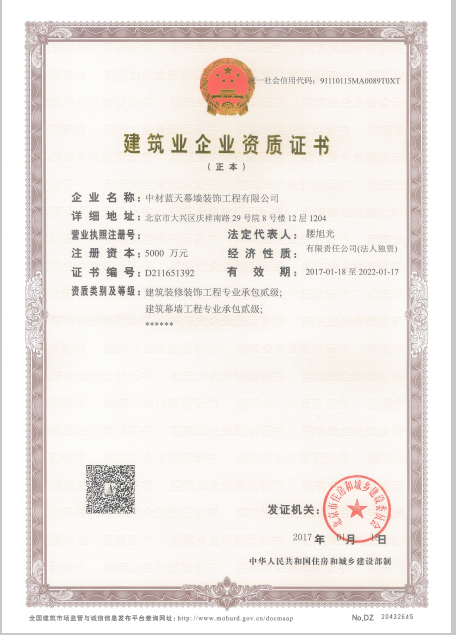 统一社会信用代码：91110115MA0089T0XT
建筑业企业资质证书
（正本）
企业名称：中材蓝天幕墙装饰工程有限公司
详细地址：北京市大兴区庆祥南路29号院8号楼12层1204
营业执照注册号： 法定代表人：腰旭光
注册资本：5000 万元 经济性质：有限责任公司(法人独资)
证书编号：D211651392 有效期：2017-01-18 至 2022-01-17
资质类别及等级：建筑装修装饰工程专业承包贰级;
建筑幕墙工程专业承包贰级;
******
发证机关：
北京市住房和城乡建设委员会
2017 年 01月 日
中华人民共和国住房和城乡建设部制
全国建筑市场监管与诚信信息发布平台查询网址：http://www.mohurd.gov.cn/docmaap
No.DZ 20432645